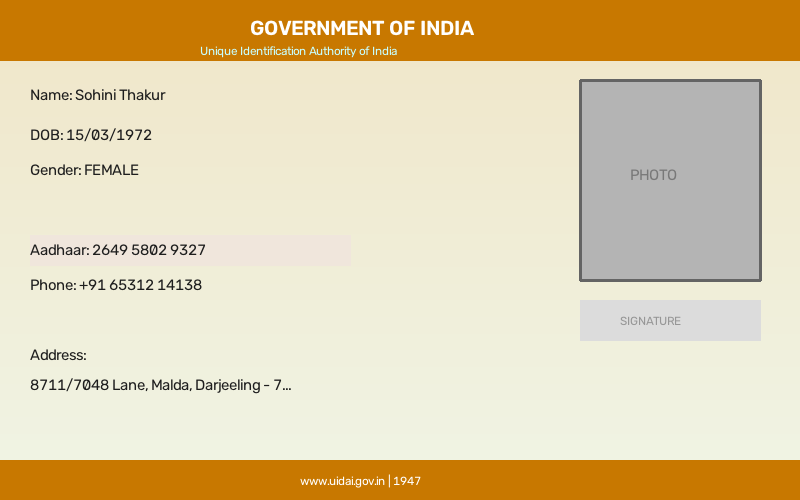 GOVERNMENT OF INDIA
Unique Identification Authority of India
Name: Sohini Thakur
DOB: 15/03/1972
Gender: FEMALE
PHOTO
Aadhaar: 2649 5802 9327
Phone: +91 65312 14138
SIGNATURE
Address:
8711/7048 Lane, Malda, Darjeeling - 7...
www.uidai.gov.in | 1947